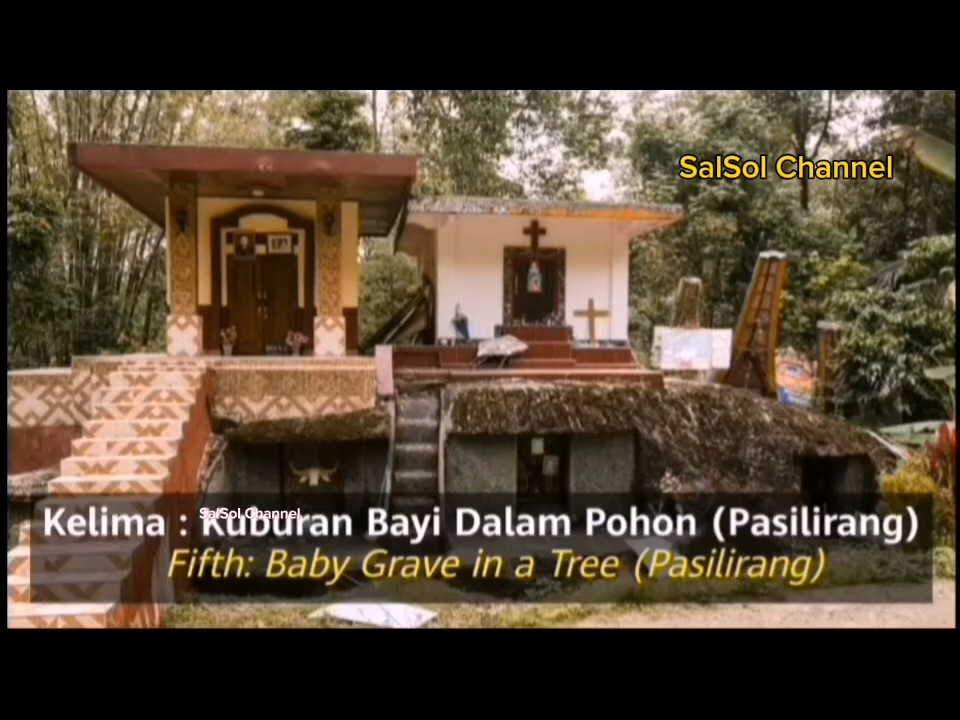 SalSol Channel
SalSol Channel
Kelima : Kuburan Bayi Dalam Pohon (Pasilirang)
Fifth: Baby Grave in a Tree (Pasilirang)